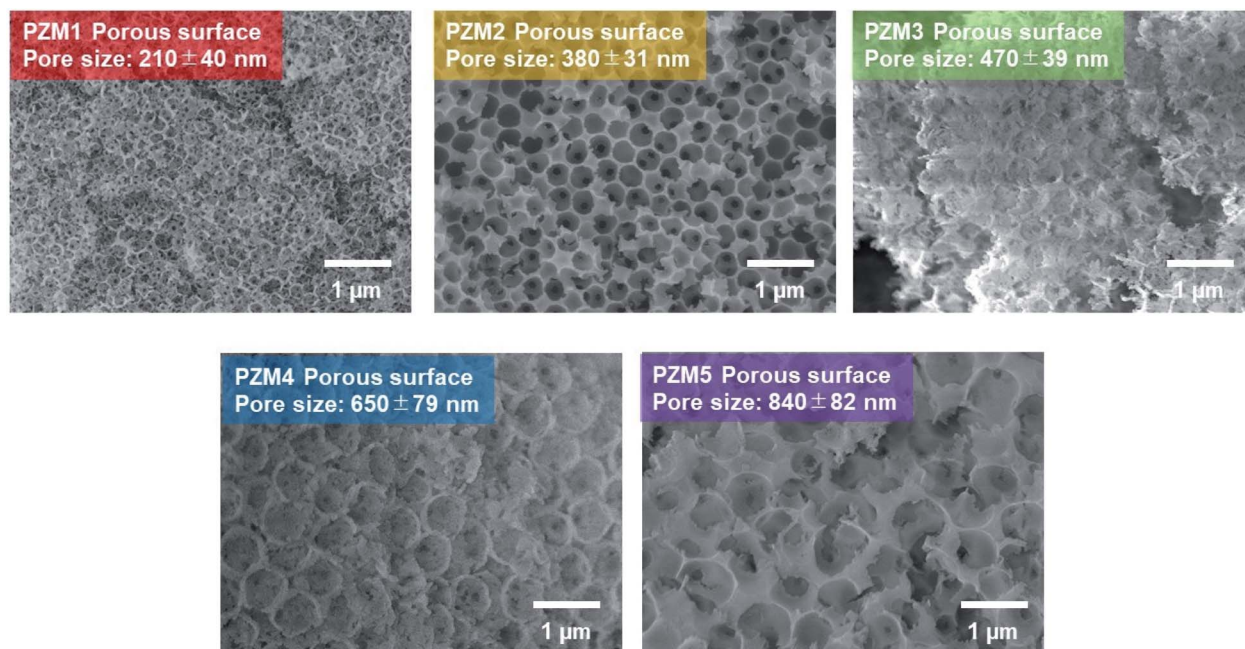 PZM1 Porous surface
Pore size: 210±40 nm
1 μm
PZM2 Porous surface
Pore size: 380±31 nm
1 μm
PZM3 Porous surface
Pore size: 470±39 nm
1 μm
PZM4 Porous surface
Pore size: 650±79 nm
1 μm
PZM5 Porous surface
Pore size: 840±82 nm
1 μm